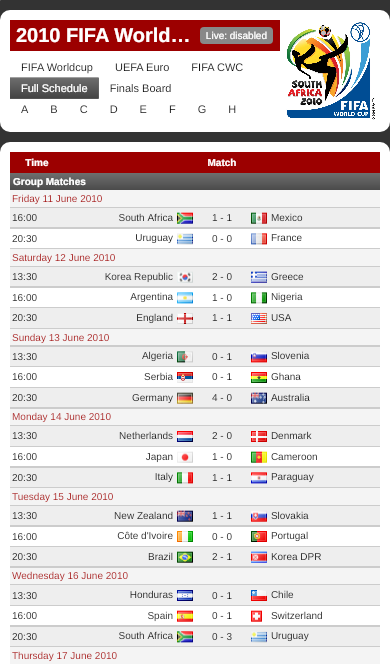 2010 FIFA World… Live: disabled
FIFA Worldcup UEFA Euro FIFA CWC
Full Schedule Finals Board
A B C D E F G H
SOUTH
AFRICA
2010
FIFA
WORLD CUP
Time Match
Group Matches
Friday 11 June 2010
16:00 South Africa 1 - 1 Mexico
20:30 Uruguay 0 - 0 France
Saturday 12 June 2010
13:30 Korea Republic 2 - 0 Greece
16:00 Argentina 1 - 0 Nigeria
20:30 England 1 - 1 USA
Sunday 13 June 2010
13:30 Algeria 0 - 1 Slovenia
16:00 Serbia 0 - 1 Ghana
20:30 Germany 4 - 0 Australia
Monday 14 June 2010
13:30 Netherlands 2 - 0 Denmark
16:00 Japan 1 - 0 Cameroon
20:30 Italy 1 - 1 Paraguay
Tuesday 15 June 2010
13:30 New Zealand 1 - 1 Slovakia
16:00 Côte d'Ivoire 0 - 0 Portugal
20:30 Brazil 2 - 1 Korea DPR
Wednesday 16 June 2010
13:30 Honduras 0 - 1 Chile
16:00 Spain 0 - 1 Switzerland
20:30 South Africa 0 - 3 Uruguay
Thursday 17 June 2010